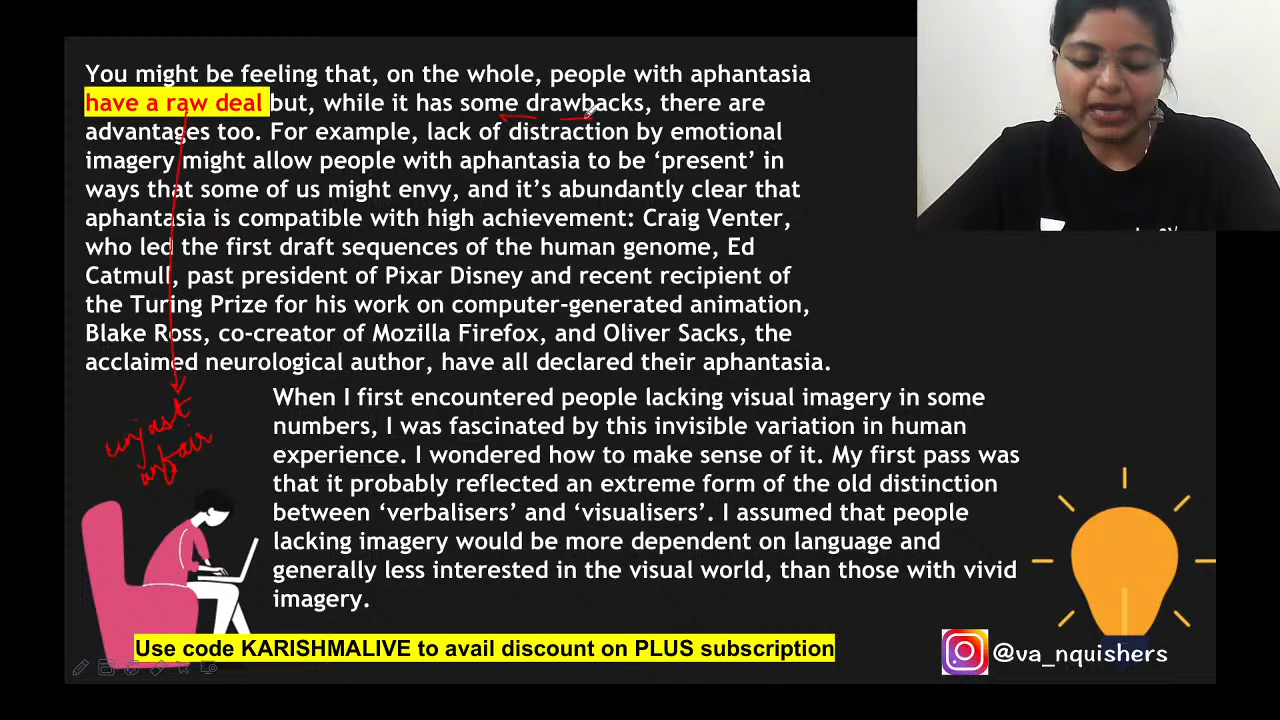 You might be feeling that, on the whole, people with aphantasia
have a raw deal but, while it has some drawbacks, there are
advantages too. For example, lack of distraction by emotional
imagery might allow people with aphantasia to be ‘present’ in
ways that some of us might envy, and it’s abundantly clear that
aphantasia is compatible with high achievement: Craig Venter,
who led the first draft sequences of the human genome, Ed
Catmull, past president of Pixar Disney and recent recipient of
the Turing Prize for his work on computer-generated animation,
Blake Ross, co-creator of Mozilla Firefox, and Oliver Sacks, the
acclaimed neurological author, have all declared their aphantasia.
When I first encountered people lacking visual imagery in some
numbers, I was fascinated by this invisible variation in human
experience. I wondered how to make sense of it. My first pass was
that it probably reflected an extreme form of the old distinction
between ‘verbalisers’ and ‘visualisers’. I assumed that people
lacking imagery would be more dependent on language and
generally less interested in the visual world, than those with vivid
imagery.
unjust
unfair
Use code KARISHMALIVE to avail discount on PLUS subscription
@va_nquishers